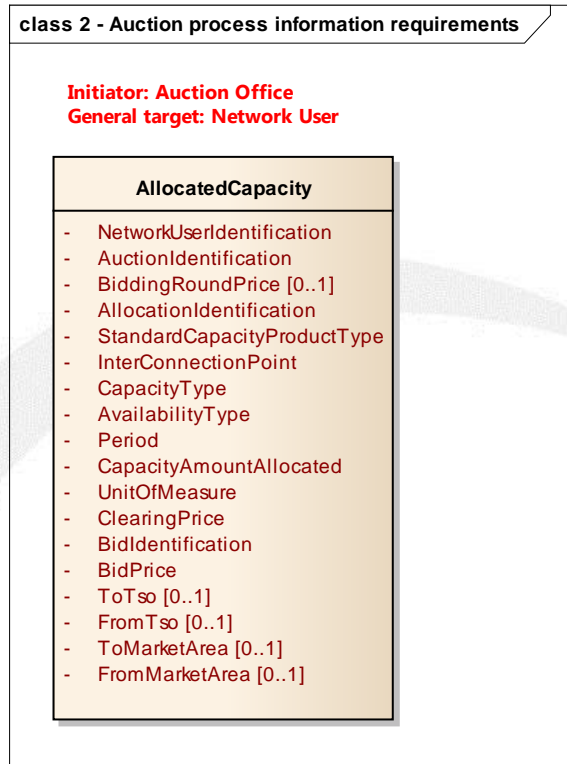 class 2 - Auction process information requirements
Initiator: Auction Office
General target: Network User
AllocatedCapacity
- NetworkUserIdentification
- AuctionIdentification
- BiddingRoundPrice [0..1]
- AllocationIdentification
- StandardCapacityProductType
- InterConnectionPoint
- CapacityType
- AvailabilityType
- Period
- CapacityAmountAllocated
- UnitOfMeasure
- ClearingPrice
- BidIdentification
- BidPrice
- ToTso [0..1]
- FromTso [0..1]
- ToMarketArea [0..1]
- FromMarketArea [0..1]